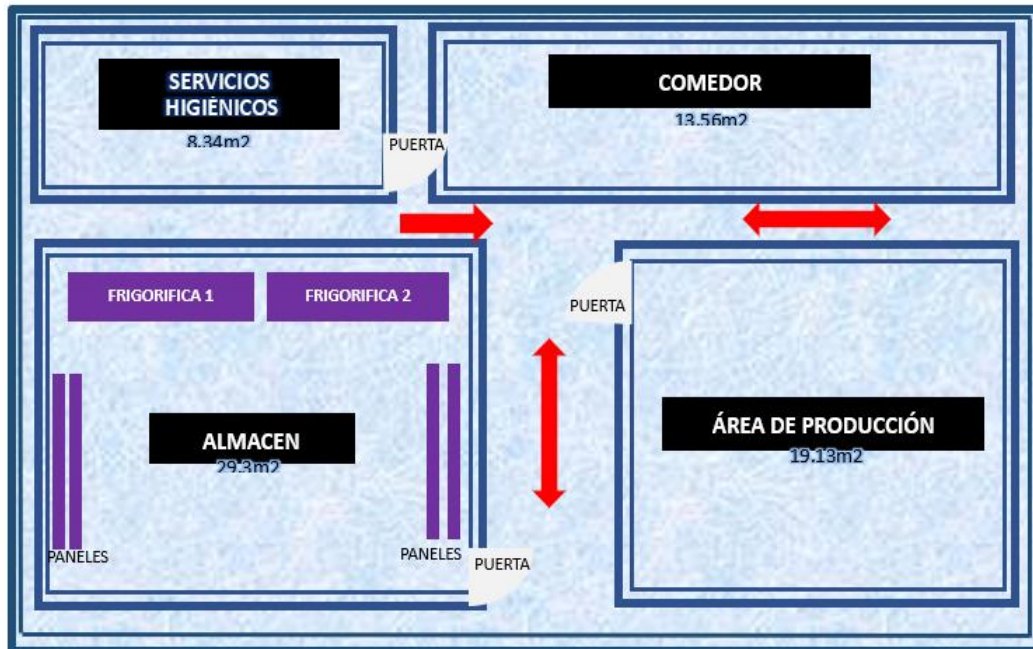 SERVICIOS
HIGIÉNICOS
8.34m2
PUERTA
COMEDOR
13.56m2
FRIGORIFICA 1
FRIGORIFICA 2
ALMACEN
29.3m2
PANELES
PANELES
PUERTA
PUERTA
ÁREA DE PRODUCCIÓN
19.13m2